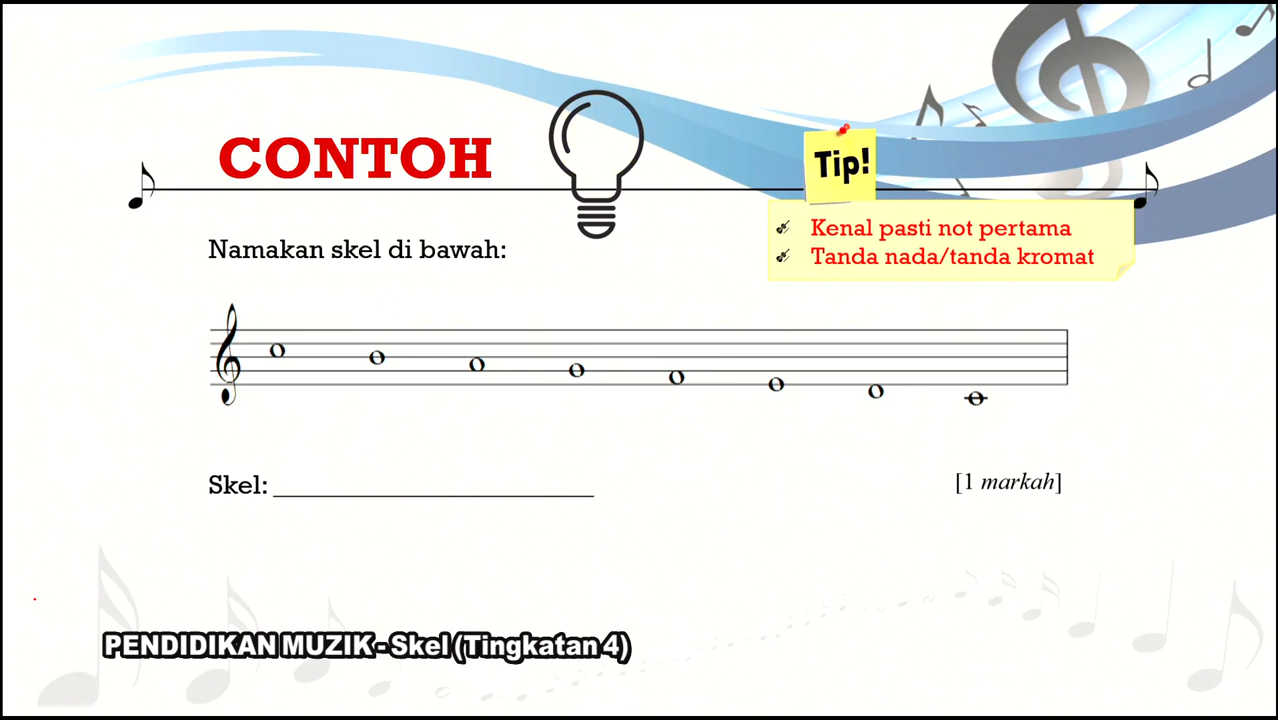 CONTOH
Tip!
Kenal pasti not pertama
Tanda nada/tanda kromat
Namakan skel di bawah:
Skel: ________________________
[1 markah]
PENDIDIKAN MUZIK - Skel (Tingkatan 4)